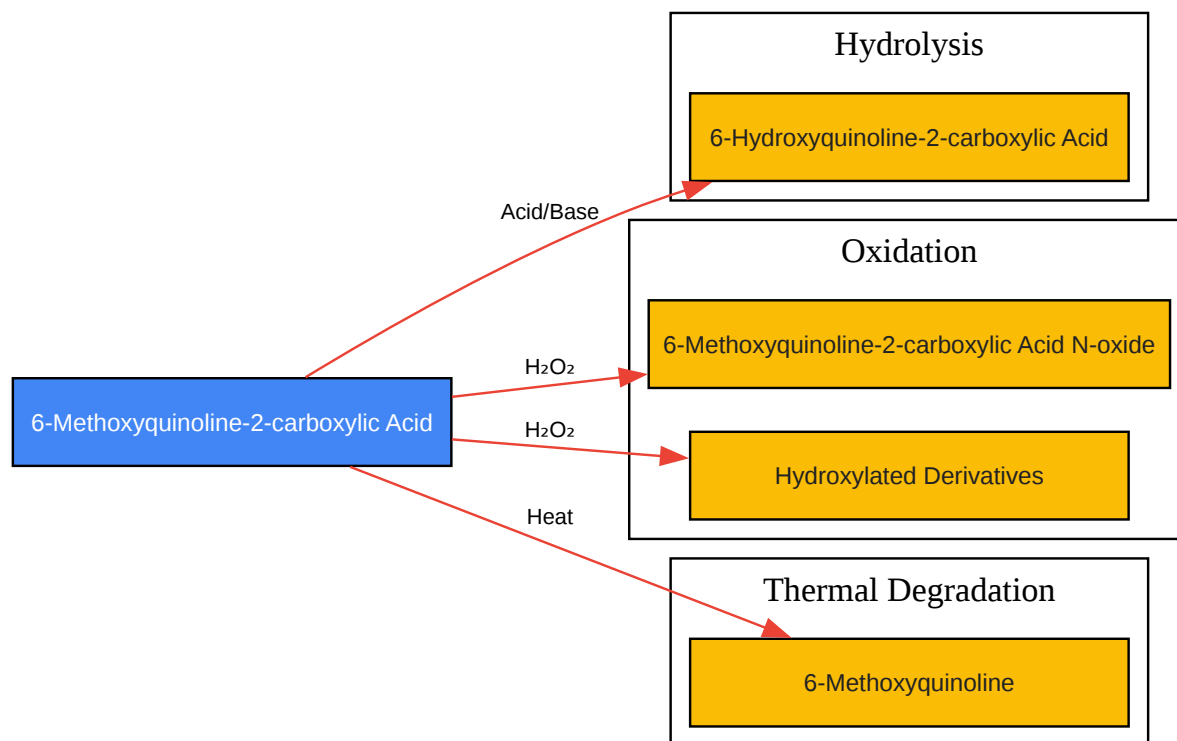 Hydrolysis
6-Hydroxyquinoline-2-carboxylic Acid
Acid/Base
Oxidation
6-Methoxyquinoline-2-carboxylic Acid N-oxide
H₂O₂
6-Methoxyquinoline-2-carboxylic Acid
H₂O₂
Hydroxylated Derivatives
Heat
Thermal Degradation
6-Methoxyquinoline